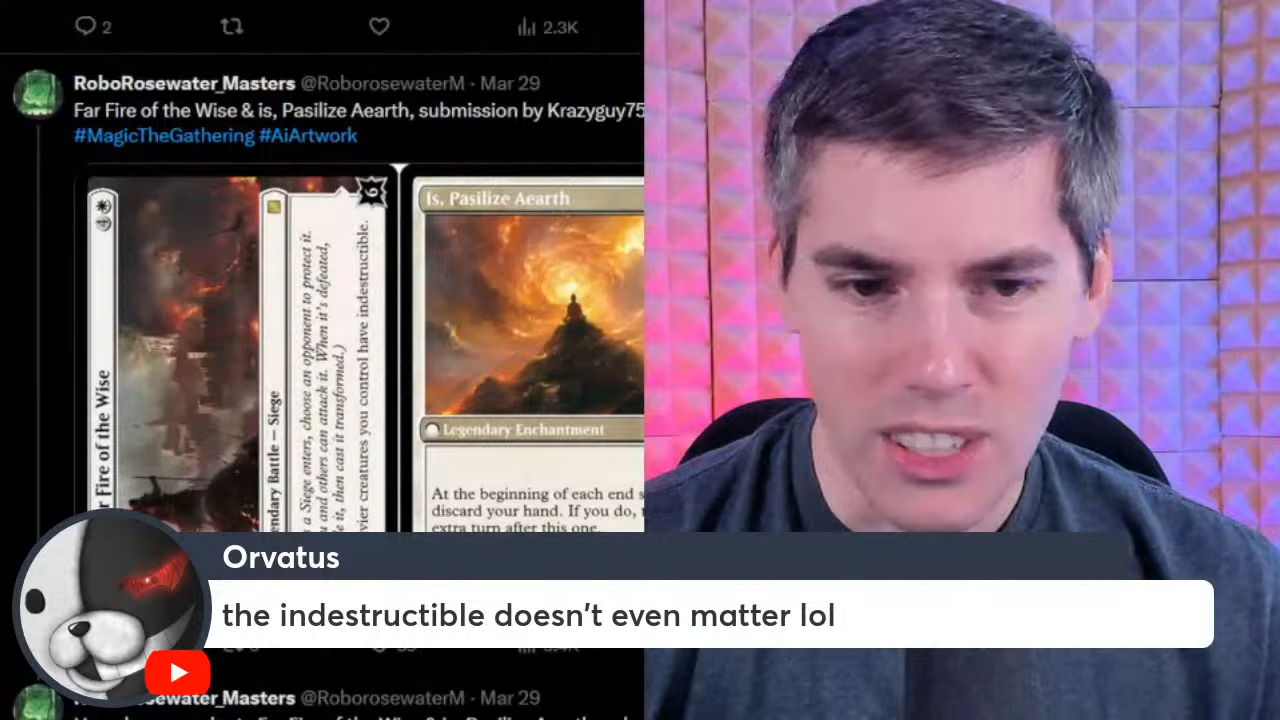 2
2.3K
RoboRosewater_Masters @RoborosewaterM · Mar 29
Far Fire of the Wise & is, Pasilize Aearth, submission by Krazyguy75
#MagicTheGathering #AiArtwork
4
Fire of the Wise
endary Battle – Siege
a Siege enters, choose an opponent to protect it.
and others can attack it. When it's defeated,
it, then cast it transformed.)
creatures you control have indestructible.
6
Is, Pasilize Aearth
Legendary Enchantment
At the beginning of each end
discard your hand. If you do,
extra turn after this one.
Orvatus
the indestructible doesn't even matter lol
sewater_Masters @RoborosewaterM · Mar 29